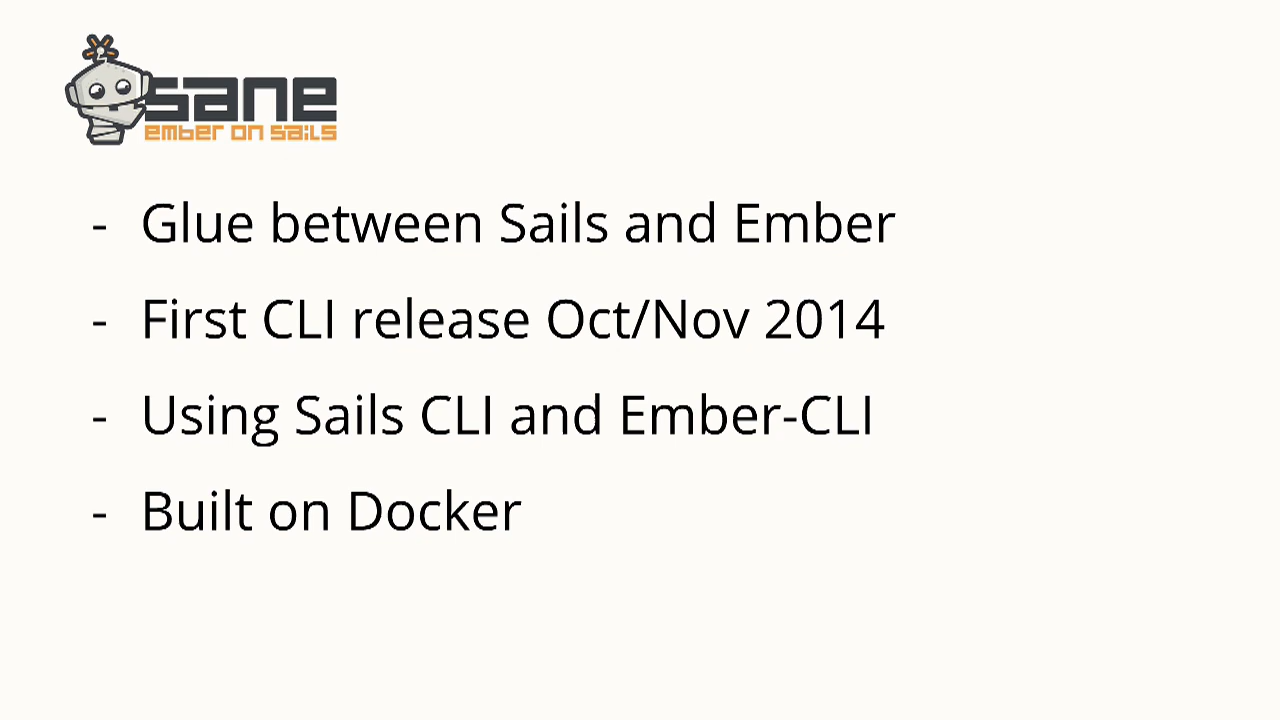 sane
ember on sails
- Glue between Sails and Ember
- First CLI release Oct/Nov 2014
- Using Sails CLI and Ember-CLI
- Built on Docker